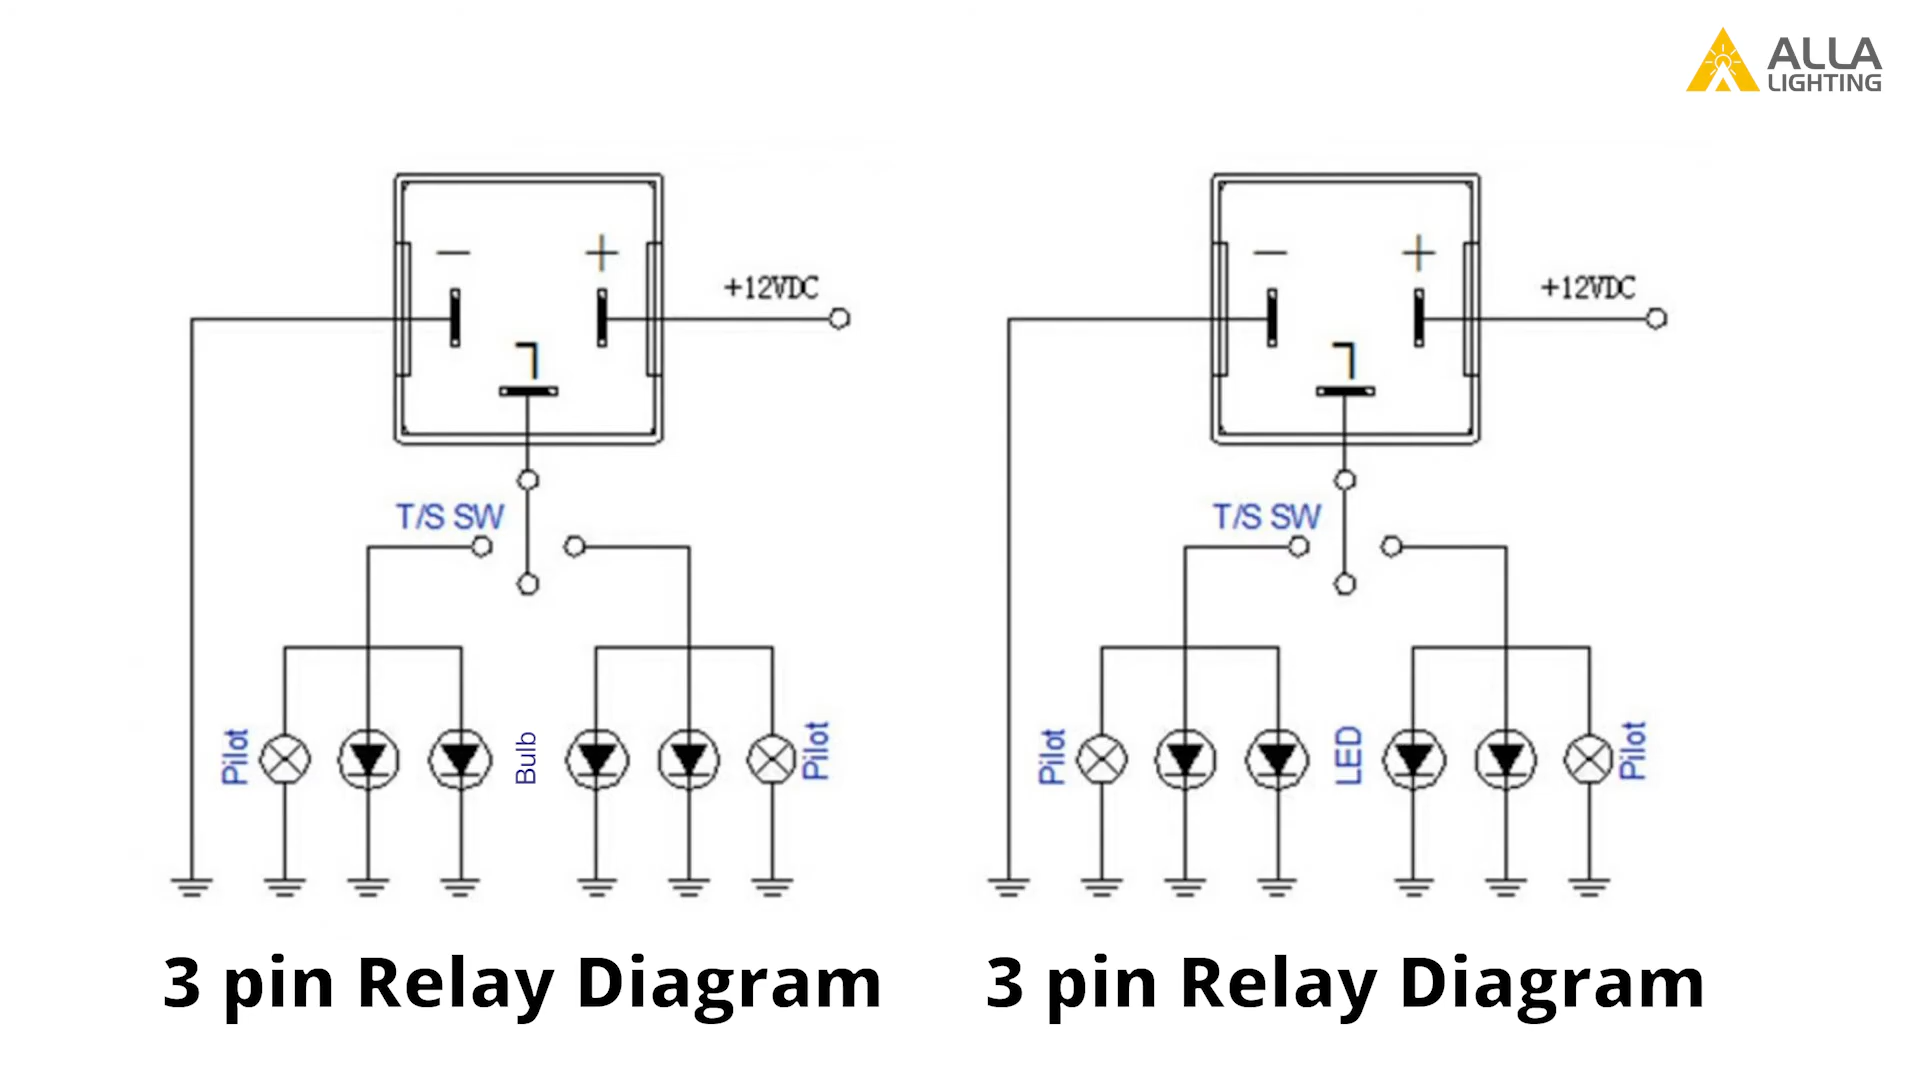 ALLA
LIGHTING
— +
+12VDC
L
T/S SW
Pilot
Bulb
Pilot
3 pin Relay Diagram
— +
+12VDC
L
T/S SW
Pilot
LED
Pilot
3 pin Relay Diagram